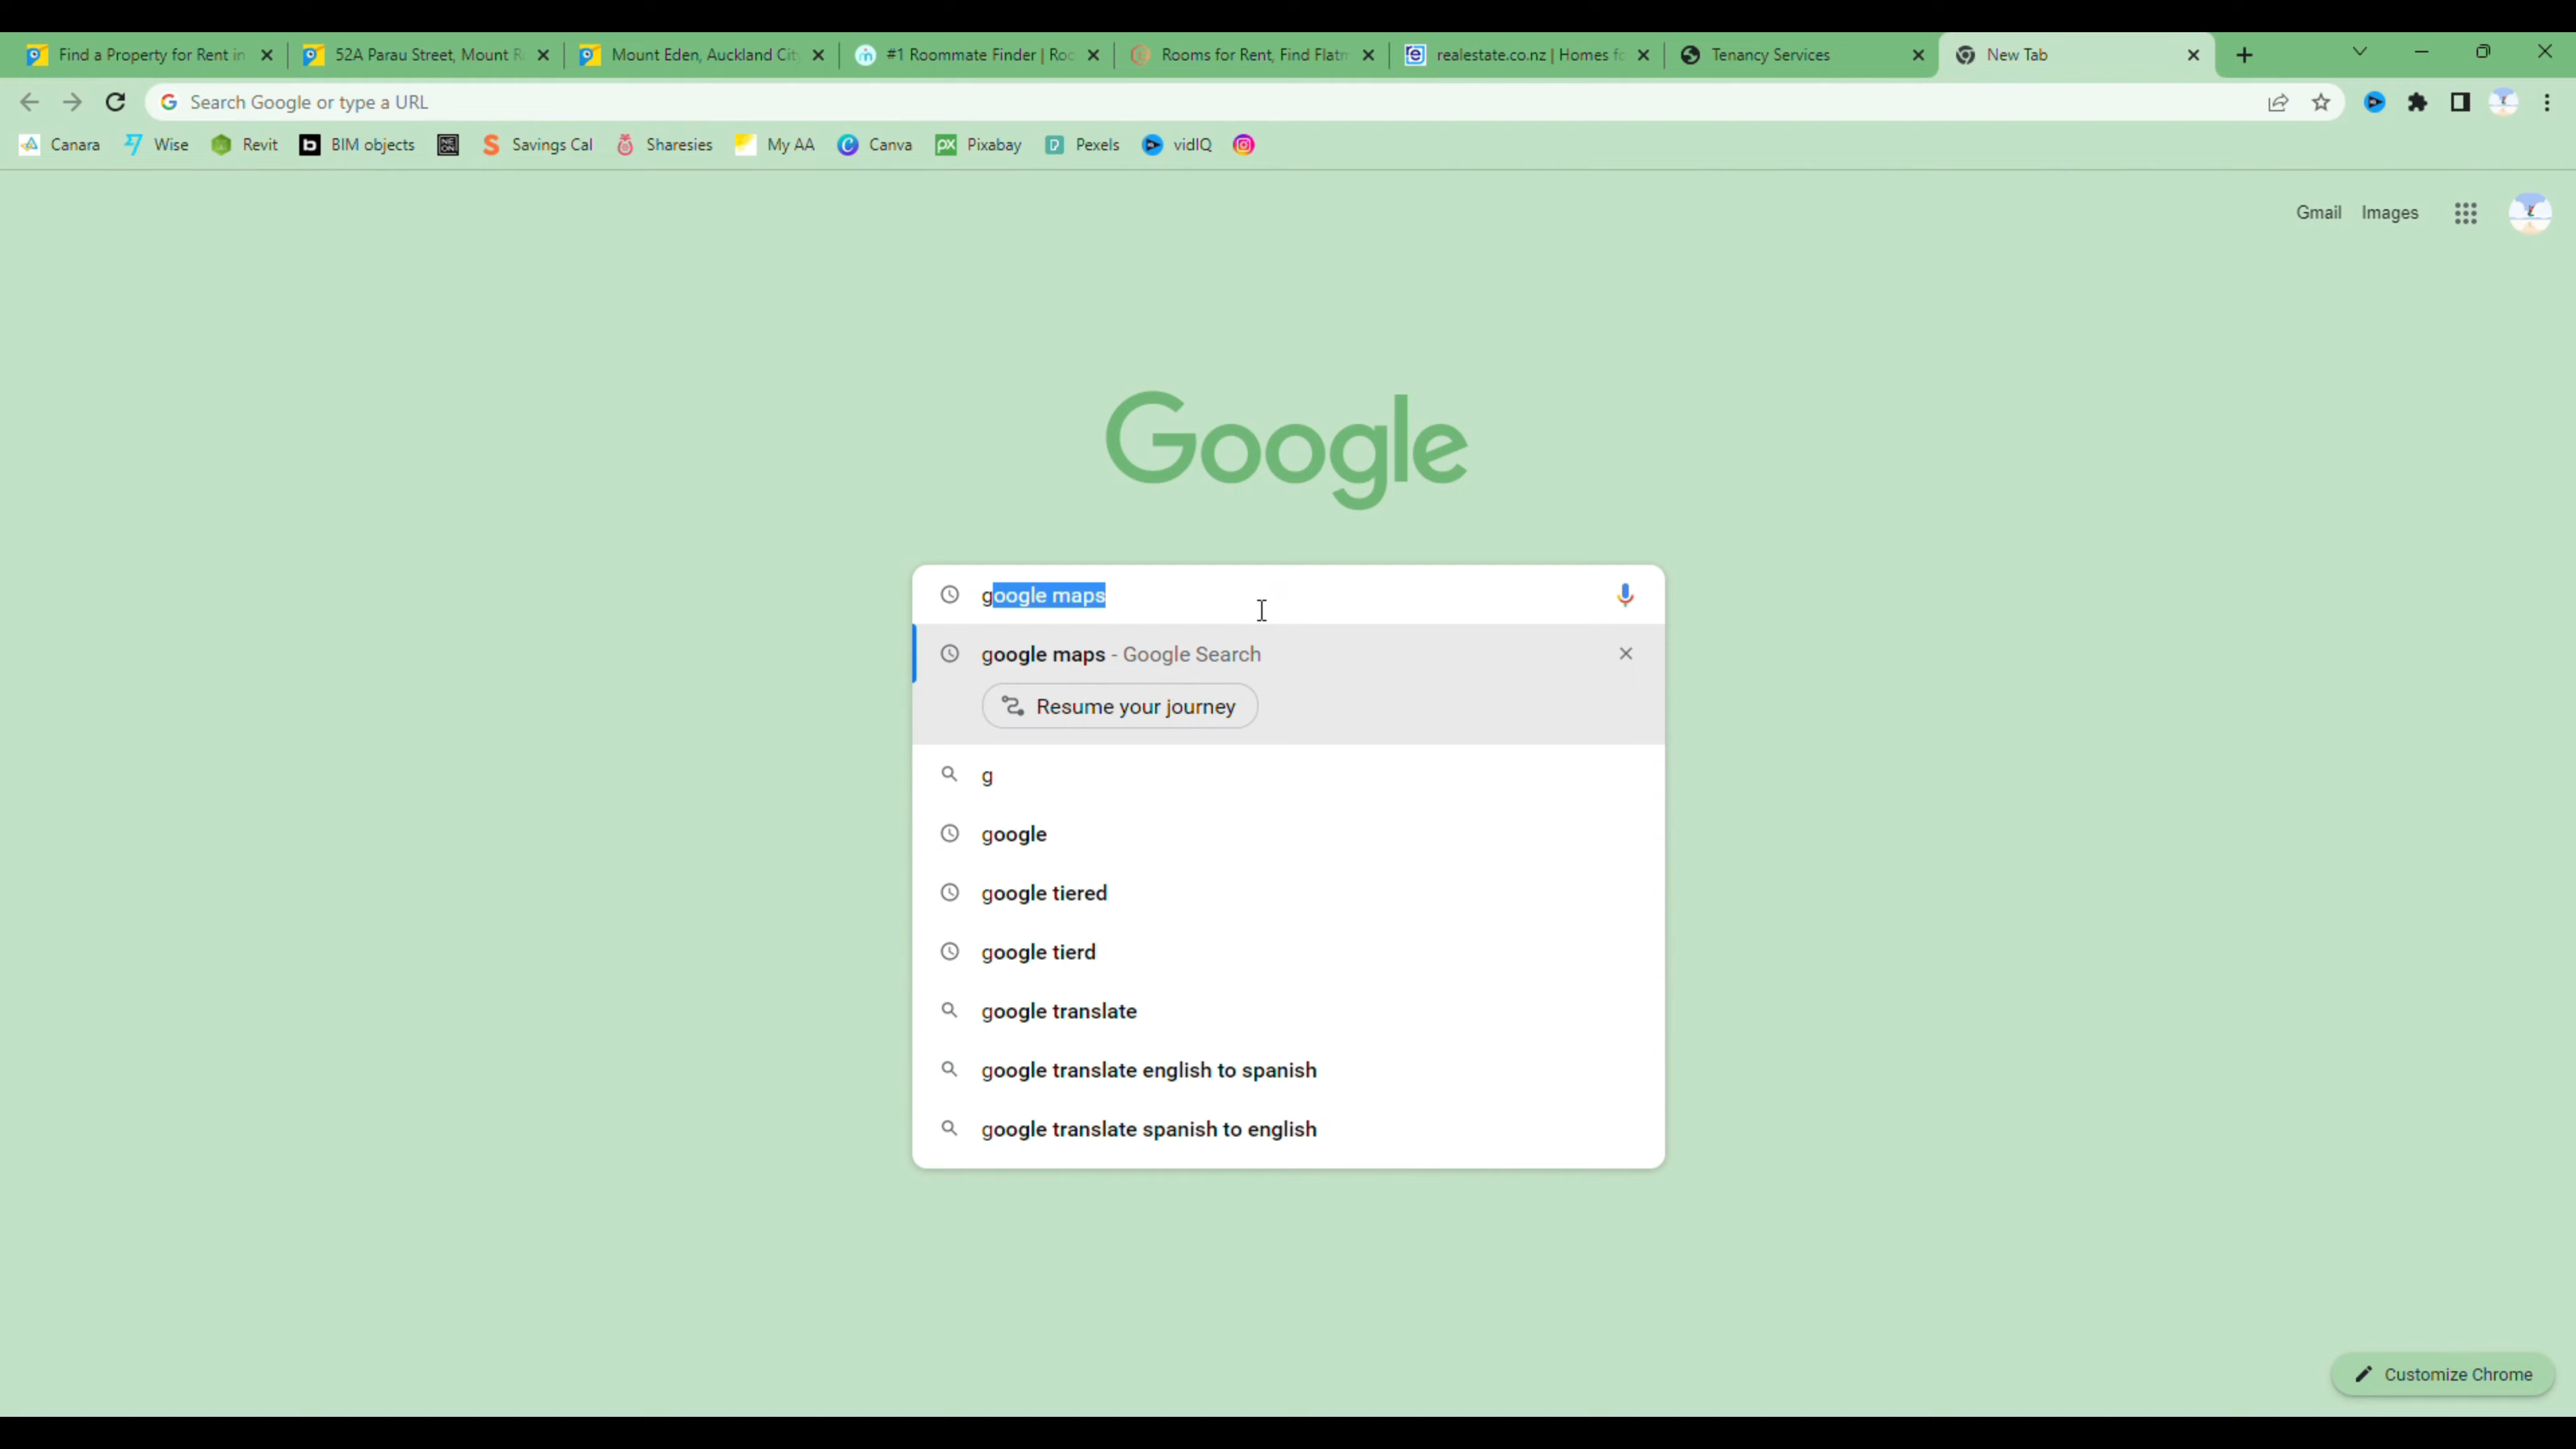 Find a Property for Rent in
52A Parau Street, Mount R
Mount Eden, Auckland City
#1 Roommate Finder | Roo
Rooms for Rent, Find Flatm
realestate.co.nz | Homes fo
Tenancy Services
New Tab
Search Google or type a URL
Canara
Wise
Revit
BIM objects
NEON
Savings Cal
Sharesies
My AA
Canva
Pixabay
Pexels
vidIQ
Gmail
Images
Google
google maps
google maps - Google Search
Resume your journey
g
google
google tiered
google tierd
google translate
google translate english to spanish
google translate spanish to english
Customize Chrome